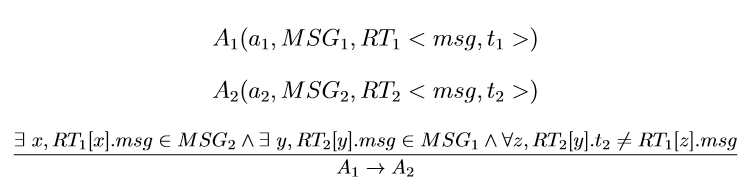 A₁(a₁, MSG₁, RT₁ < msg, t₁ >)
A₂(a₂, MSG₂, RT₂ < msg, t₂ >)
∃ x, RT₁[x].msg ∈ MSG₂ ∧ ∃ y, RT₂[y].msg ∈ MSG₁ ∧ ∀z, RT₂[y].t₂ ≠ RT₁[z].msg
A₁ → A₂